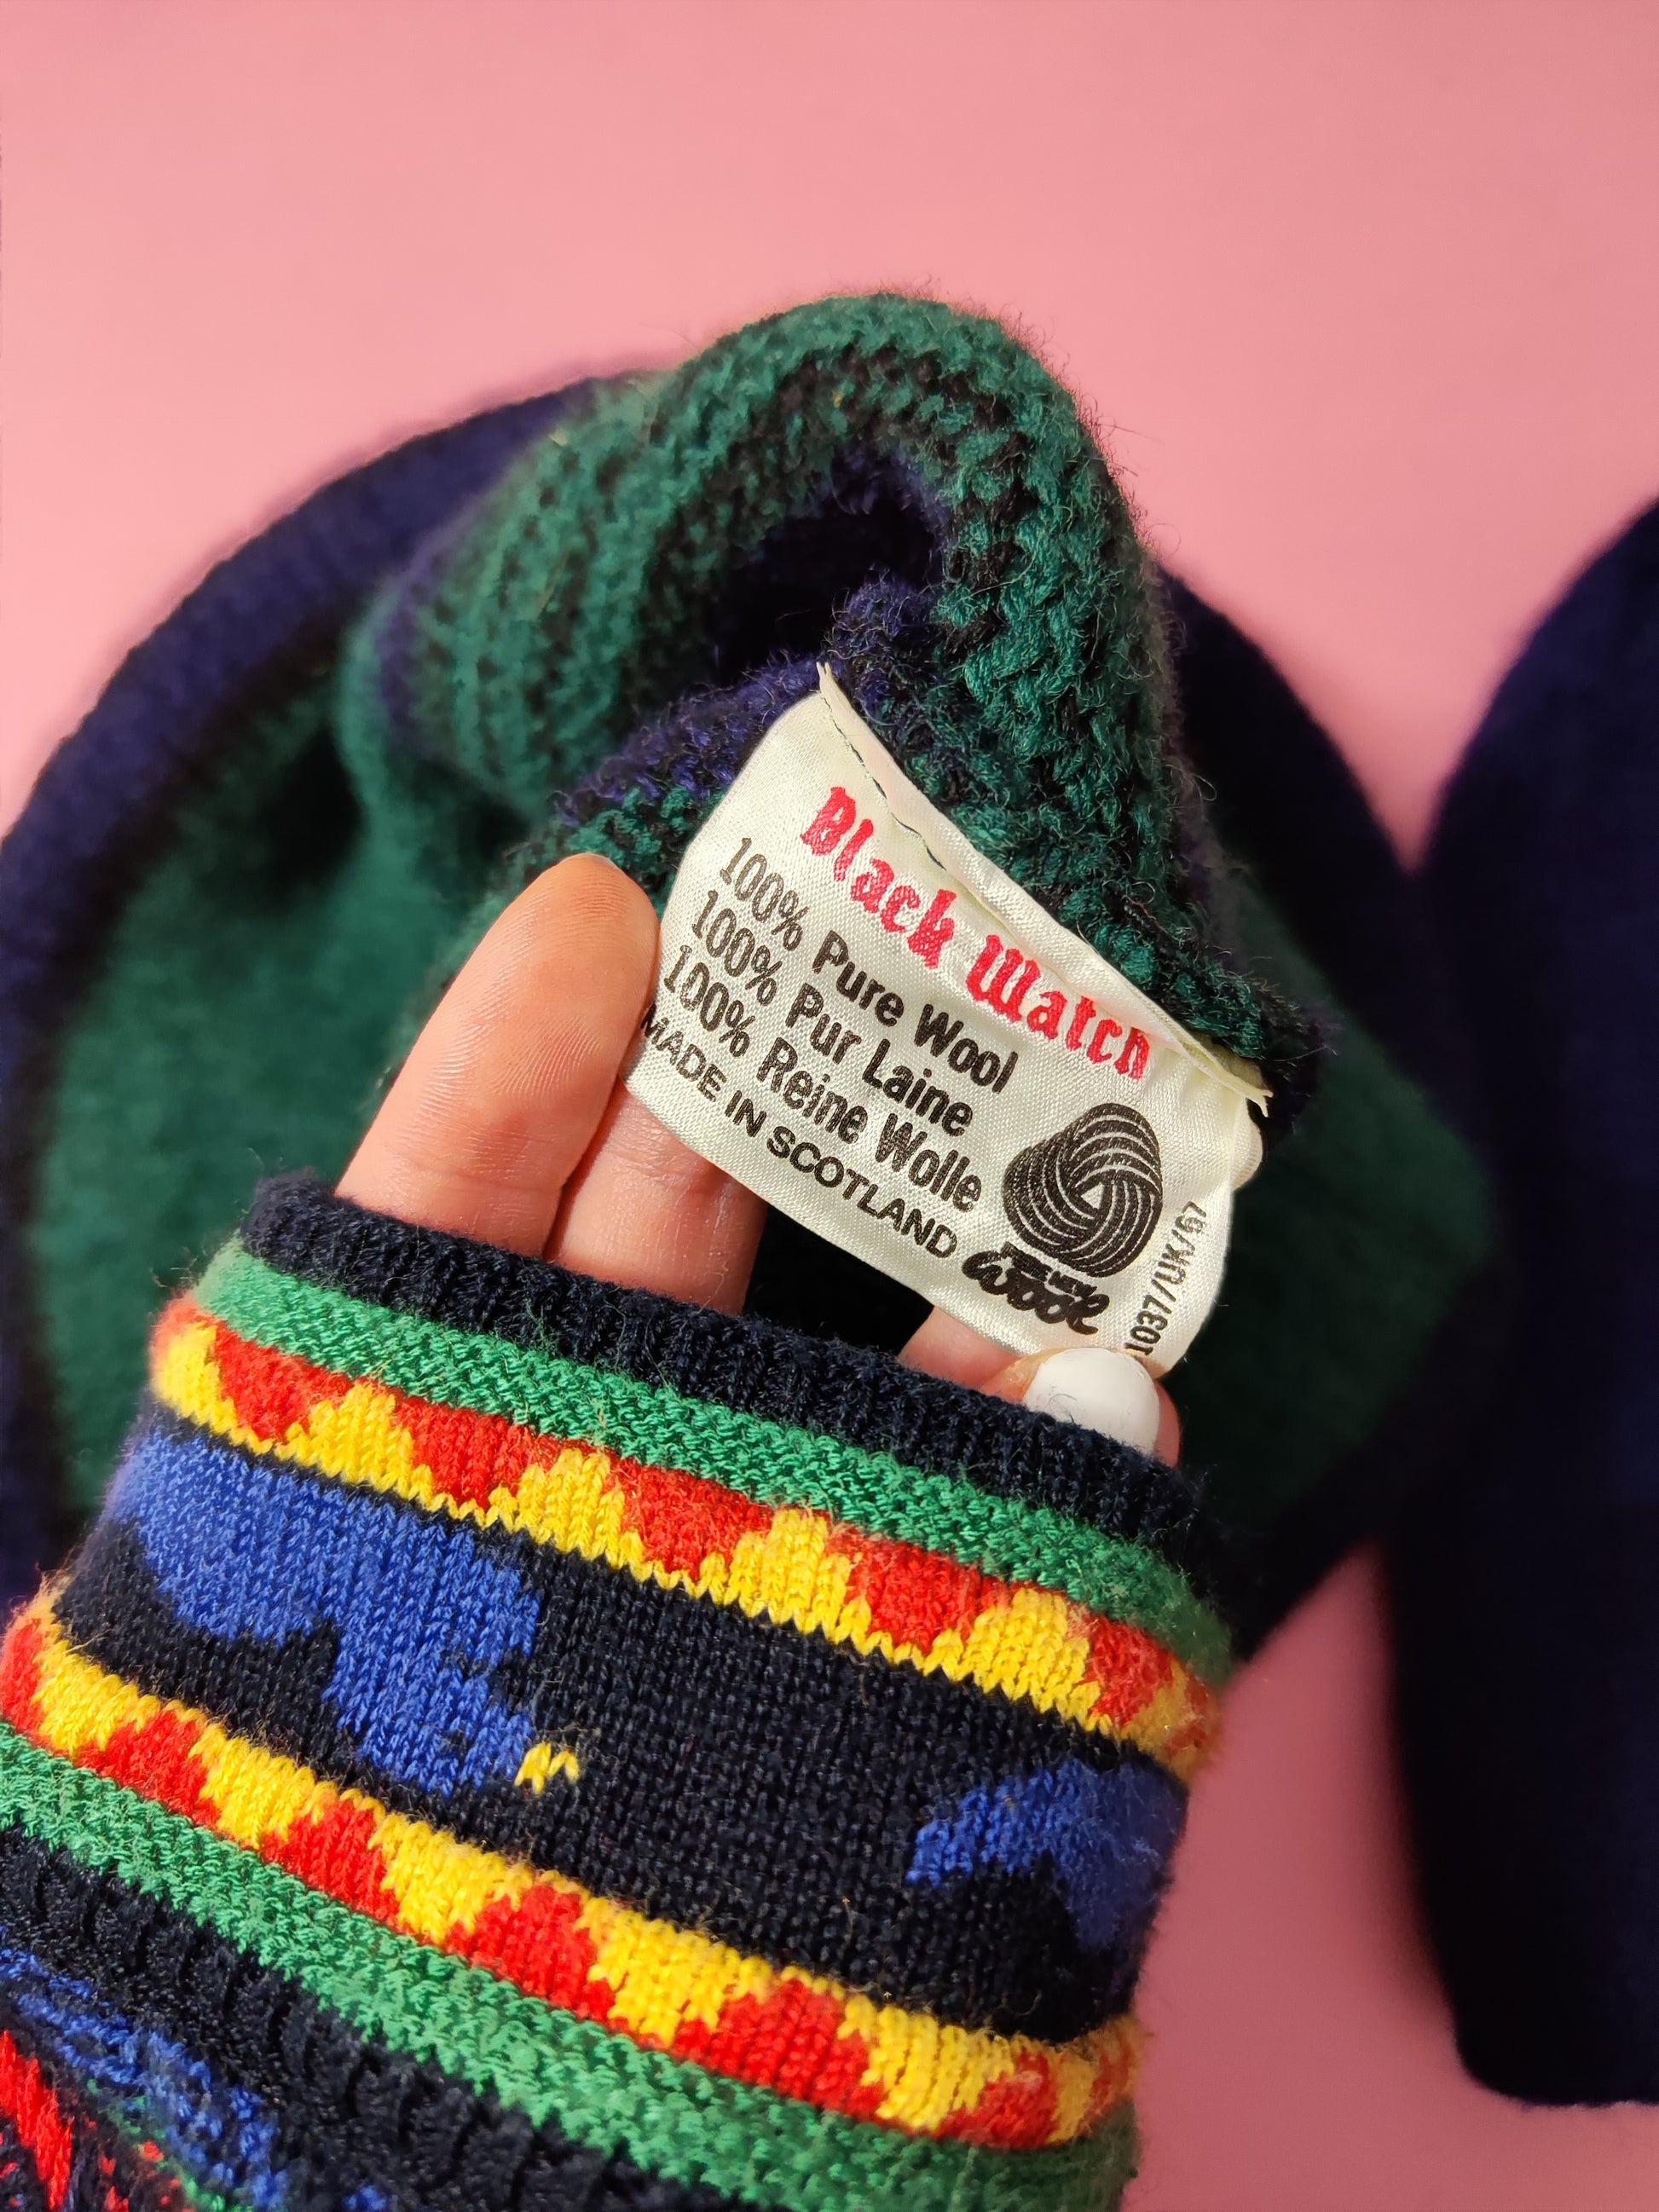 Black Watch
100% Pure Wool
100% Pur Laine
100% Reine Wolle
MADE IN SCOTLAND
wool
1037/UK/67